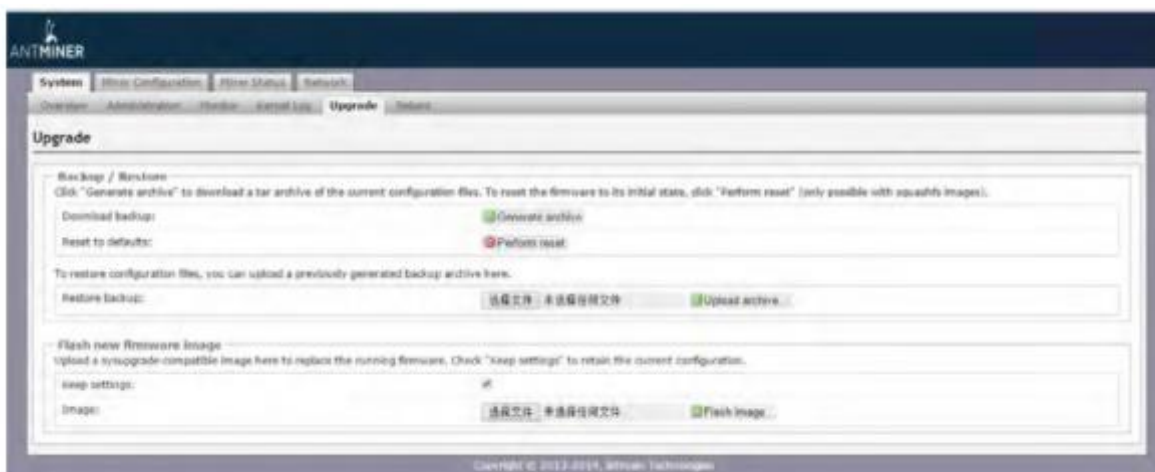 ANTMINER
System Miner Configuration Miner Status Network
Overview Administration Monitor Kernel Log Upgrade Reboot
Upgrade
Backup / Restore
Click "Generate archive" to download a tar archive of the current configuration files. To reset the firmware to its initial state, click "Perform reset" (only possible with squashfs images).
Download backup: Generate archive
Reset to defaults: Perform reset
To restore configuration files, you can upload a previously generated backup archive here.
Restore backup: 选择文件 未选择任何文件 Upload archive...
Flash new firmware image
Upload a sysupgrade-compatible image here to replace the running firmware. Check "Keep settings" to retain the current configuration.
Keep settings:
Image: 选择文件 未选择任何文件 Flash image...
Copyright © 2013-2014, Bitmain Technologies